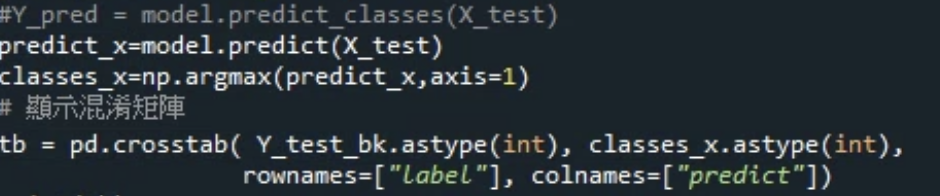 #Y_pred = model.predict_classes(X_test)
predict_x=model.predict(X_test)
classes_x=np.argmax(predict_x,axis=1)
# 顯示混淆矩陣
tb = pd.crosstab( Y_test_bk.astype(int), classes_x.astype(int),
rownames=["label"], colnames=["predict"])